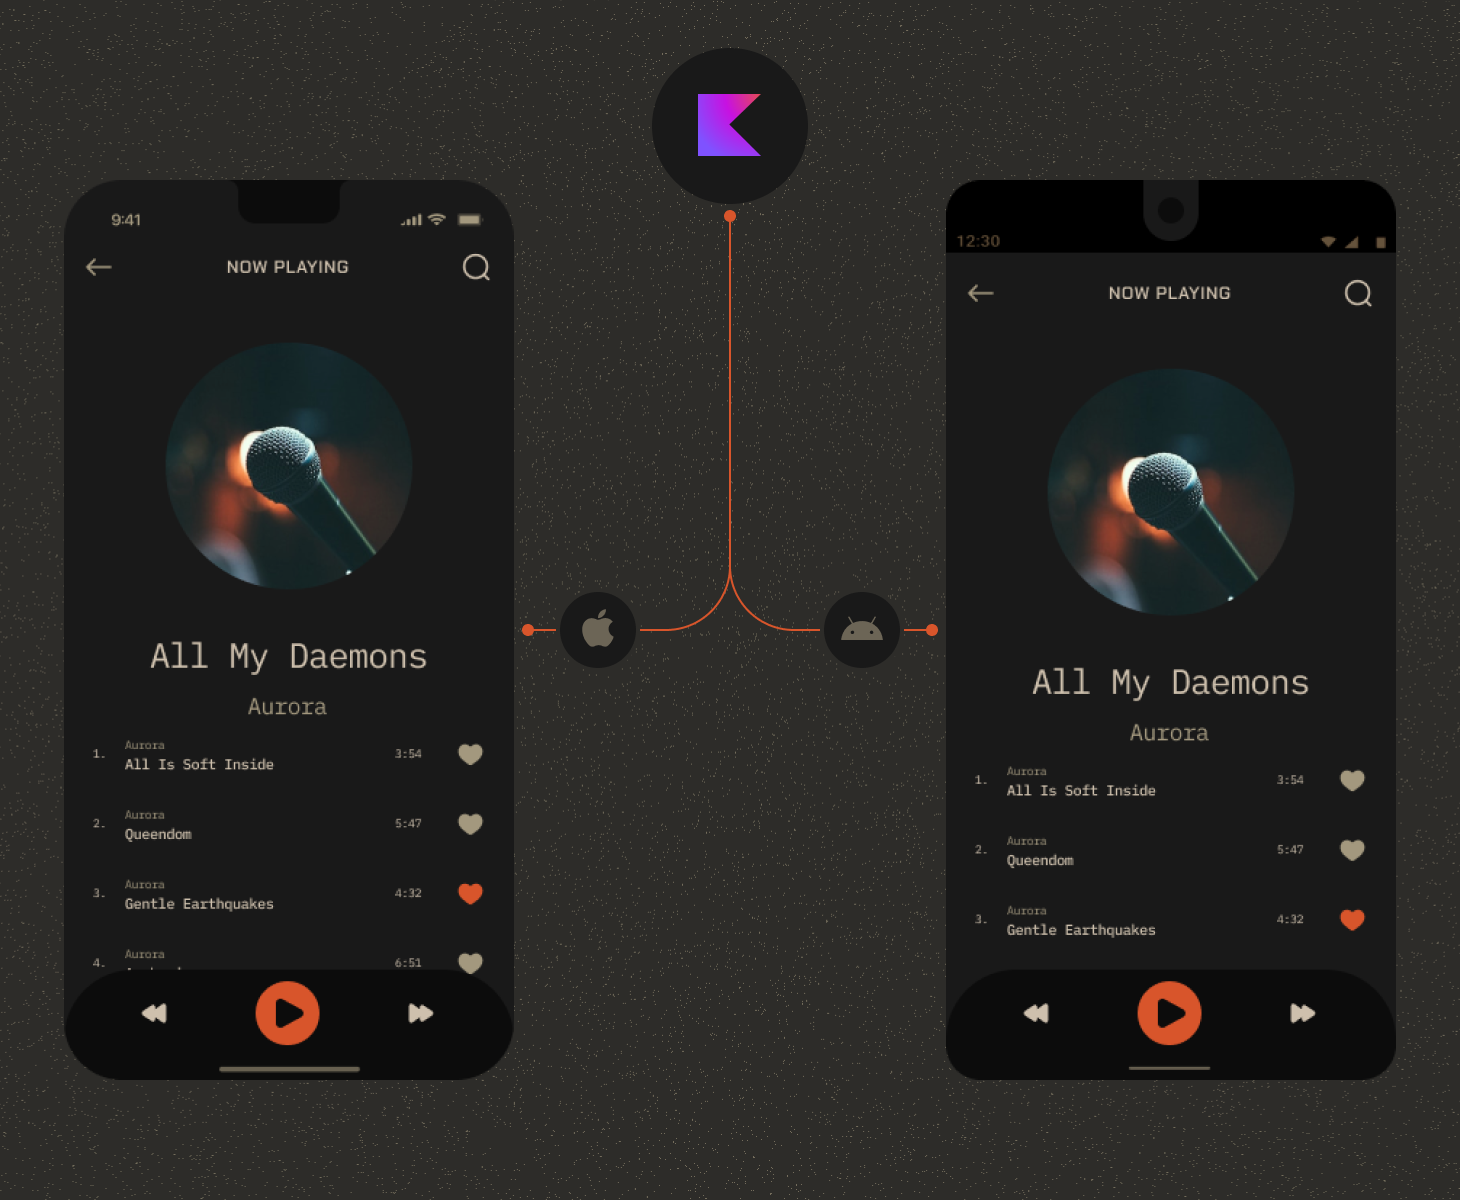 9:41
NOW PLAYING
All My Daemons
Aurora
1. Aurora 3:54
All Is Soft Inside
2. Aurora 5:47
Queendom
3. Aurora 4:32
Gentle Earthquakes
4. Aurora 6:51
12:30
NOW PLAYING
All My Daemons
Aurora
1. Aurora 3:54
All Is Soft Inside
2. Aurora 5:47
Queendom
3. Aurora 4:32
Gentle Earthquakes